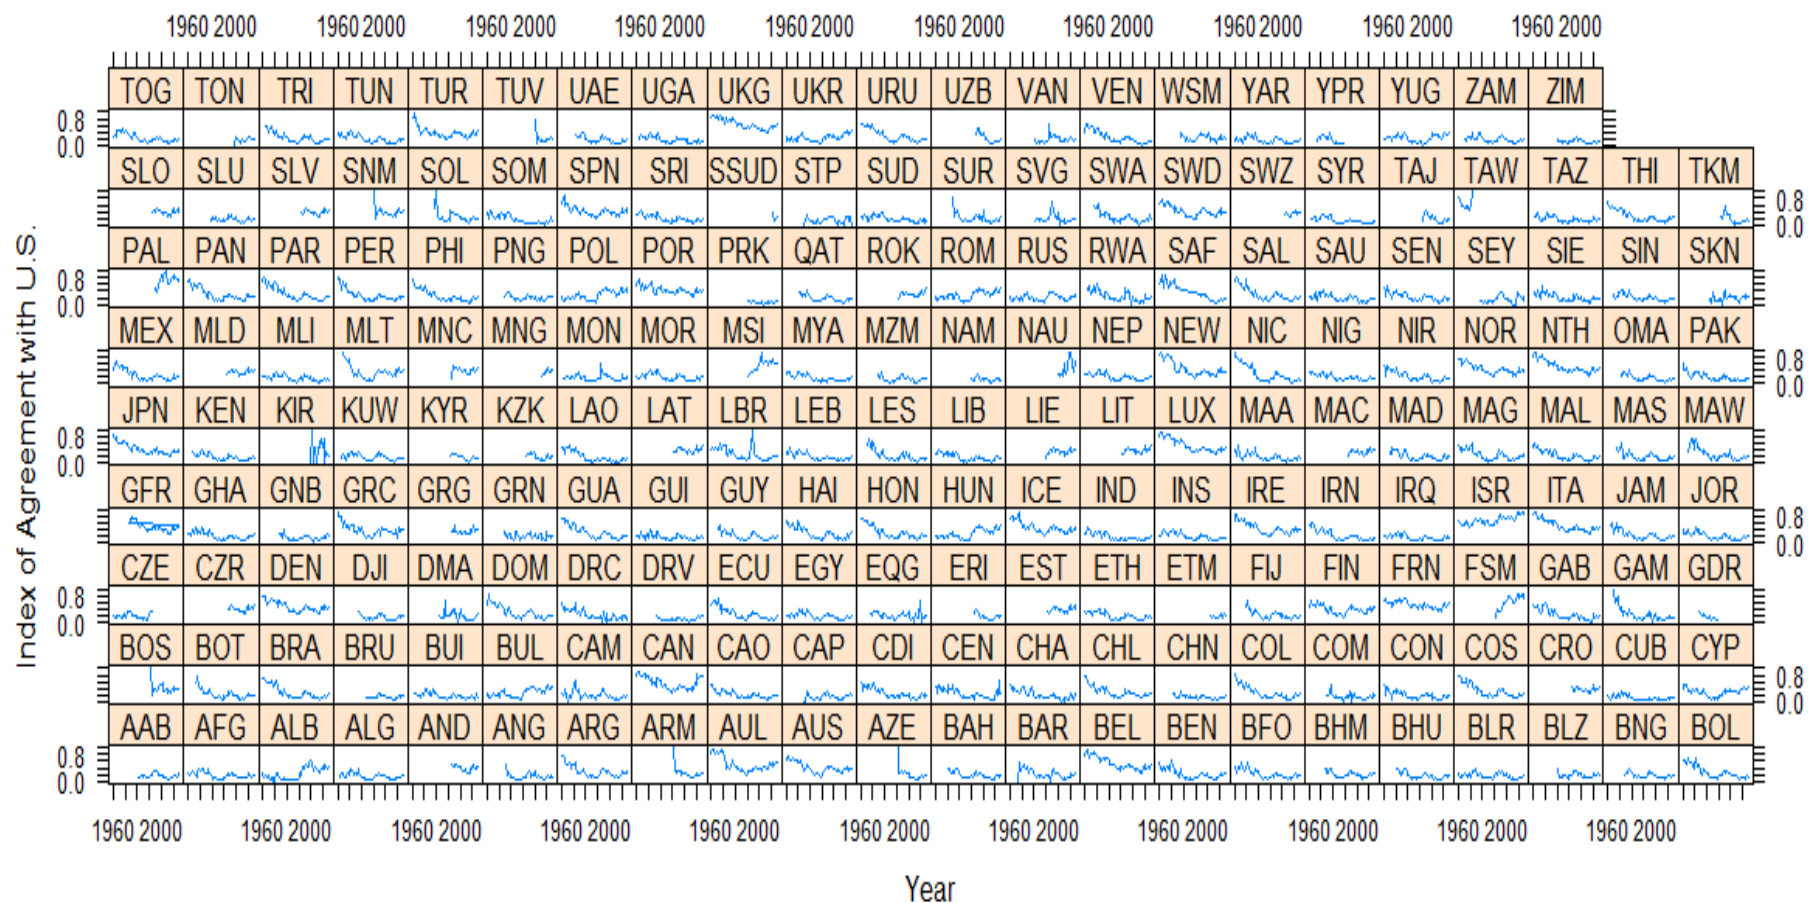 1960 2000 1960 2000 1960 2000 1960 2000 1960 2000 1960 2000 1960 2000 1960 2000 1960 2000 1960 2000
TOG TON TRI TUN TUR TUV UAE UGA UKG UKR URU UZB VAN VEN WSM YAR YPR YUG ZAM ZIM
0.8
0.0
SLO SLU SLV SNM SOL SOM SPN SRI SSUD STP SUD SUR SVG SWA SWD SWZ SYR TAJ TAW TAZ THI TKM
0.8
0.0
PAL PAN PAR PER PHI PNG POL POR PRK QAT ROK ROM RUS RWA SAF SAL SAU SEN SEY SIE SIN SKN
0.8
0.0
MEX MLD MLI MLT MNC MNG MON MOR MSI MYA MZM NAM NAU NEP NEW NIC NIG NIR NOR NTH OMA PAK
0.8
0.0
JPN KEN KIR KUW KYR KZK LAO LAT LBR LEB LES LIB LIE LIT LUX MAA MAC MAD MAG MAL MAS MAW
0.8
0.0
GFR GHA GNB GRC GRG GRN GUA GUI GUY HAI HON HUN ICE IND INS IRE IRN IRQ ISR ITA JAM JOR
0.8
0.0
CZE CZR DEN DJI DMA DOM DRC DRV ECU EGY EQG ERI EST ETH ETM FIJ FIN FRN FSM GAB GAM GDR
0.8
0.0
BOS BOT BRA BRU BUI BUL CAM CAN CAO CAP CDI CEN CHA CHL CHN COL COM CON COS CRO CUB CYP
0.8
0.0
AAB AFG ALB ALG AND ANG ARG ARM AUL AUS AZE BAH BAR BEL BEN BFO BHM BHU BLR BLZ BNG BOL
0.8
0.0
1960 2000 1960 2000 1960 2000 1960 2000 1960 2000 1960 2000 1960 2000 1960 2000 1960 2000 1960 2000 1960 2000
Year
Index of Agreement with U.S.